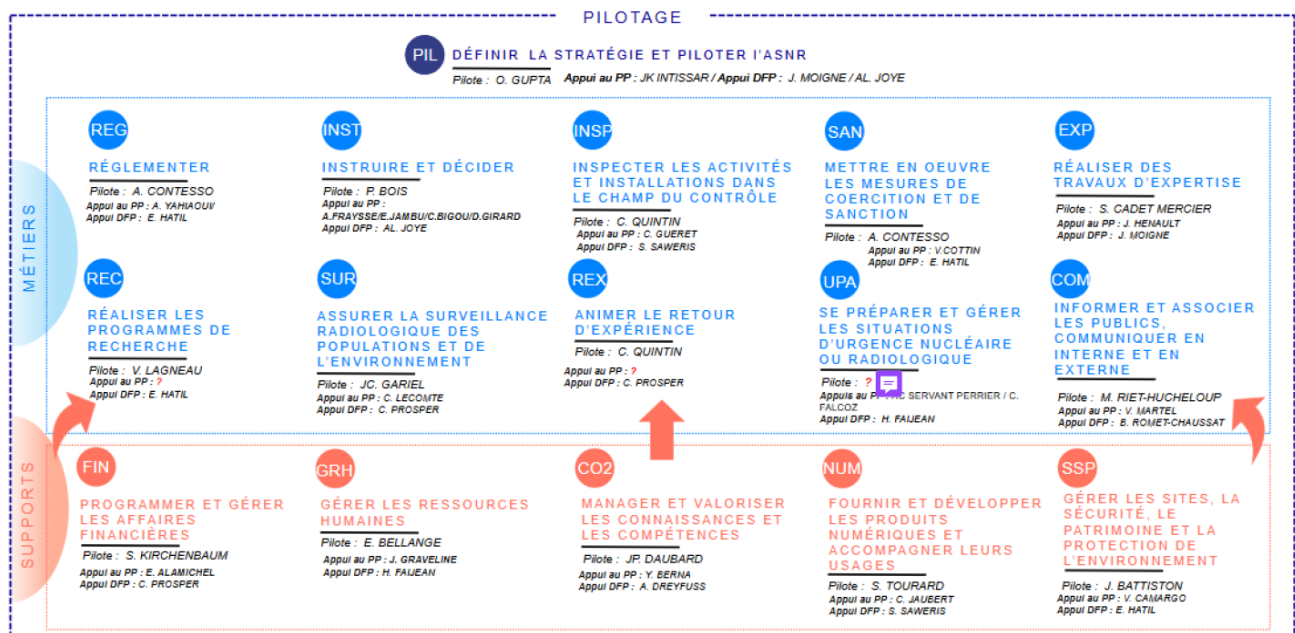 PILOTAGE
PIL
DÉFINIR LA STRATÉGIE ET PILOTER l'ASNR
Pilote : O. GUPTA Appui au PP : JK INTISSAR / Appui DFP : J. MOIGNE / AL. JOYE
MÉTIERS
REG
RÉGLEMENTER
Pilote : A. CONTESSO
Appui au PP : A. YAHIAOUI/
Appui DFP : E. HATIL
INST
INSTRUIRE ET DÉCIDER
Pilote : P. BOIS
Appui au PP :
A.FRAYSSE/E.JAMBU/C.BIGOU/D.GIRARD
Appui DFP : AL. JOYE
INSP
INSPECTER LES ACTIVITÉS
ET INSTALLATIONS DANS
LE CHAMP DU CONTRÔLE
Pilote : C. QUINTIN
Appui au PP : C. GUERET
Appui DFP : S. SAWERIS
SAN
METTRE EN OEUVRE
LES MESURES DE
COERCITION ET DE
SANCTION
Pilote : A. CONTESSO
Appui au PP : V.COTTIN
Appui DFP : E. HATIL
EXP
RÉALISER DES
TRAVAUX D'EXPERTISE
Pilote : S. CADET MERCIER
Appui au PP : J. HENAULT
Appui DFP : J. MOIGNE
REC
RÉALISER LES
PROGRAMMES DE
RECHERCHE
Pilote : V. LAGNEAU
Appui au PP : ?
Appui DFP : E. HATIL
SUR
ASSURER LA SURVEILLANCE
RADIOLOGIQUE DES
POPULATIONS ET DE
L'ENVIRONNEMENT
Pilote : JC. GARIEL
Appui au PP : C. LECOMTE
Appui DFP : C. PROSPER
REX
ANIMER LE RETOUR
D'EXPÉRIENCE
Pilote : C. QUINTIN
Appui au PP : ?
Appui DFP : C. PROSPER
UPA
SE PRÉPARER ET GÉRER
LES SITUATIONS
D'URGENCE NUCLÉAIRE
OU RADIOLOGIQUE
Pilote : ?
Appuis au SERVANT PERRIER / C.
FALCOZ
Appui DFP : H. FAUJEAN
COM
INFORMER ET ASSOCIER
LES PUBLICS,
COMMUNIQUER EN
INTERNE ET EN
EXTERNE
Pilote : M. RIET-HUCHELOUP
Appui au PP : V. MARTEL
Appui DFP : B. ROMET-CHAUSSAT
SUPPORTS
FIN
PROGRAMMER ET GÉRER
LES AFFAIRES
FINANCIÈRES
Pilote : S. KIRCHENBAUM
Appui au PP : E. ALAMICHEL
Appui DFP : C. PROSPER
GRH
GÉRER LES RESSOURCES
HUMAINES
Pilote : E. BELLANGE
Appui au PP : J. GRAVELINE
Appui DFP : H. FAIJEAN
CO2
MANAGER ET VALORISER
LES CONNAISSANCES ET
LES COMPÉTENCES
Pilote : JP. DAUBARD
Appui au PP : Y. BERNA
Appui DFP : A. DREYFUSS
NUM
FOURNIR ET DÉVELOPPER
LES PRODUITS
NUMÉRIQUES ET
ACCOMPAGNER LEURS
USAGES
Pilote : S. TOURARD
Appui au PP : C. JAUBERT
Appui DFP : S. SAWERIS
SSP
GÉRER LES SITES, LA
SÉCURITÉ, LE
PATRIMOINE ET LA
PROTECTION DE
L'ENVIRONNEMENT
Pilote : J. BATTISTON
Appui au PP : V. CAMARGO
Appui DFP : E. HATIL